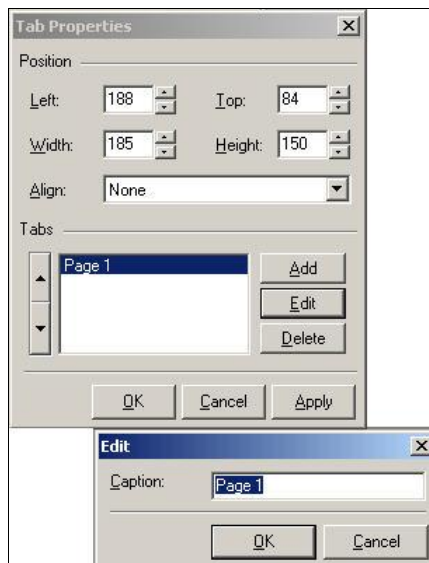 Tab Properties
Position
Left: 188 Top: 84
Width: 185 Height: 150
Align: None
Tabs
Page 1
Add
Edit
Delete
OK Cancel Apply
Edit
Caption: Page 1
OK Cancel